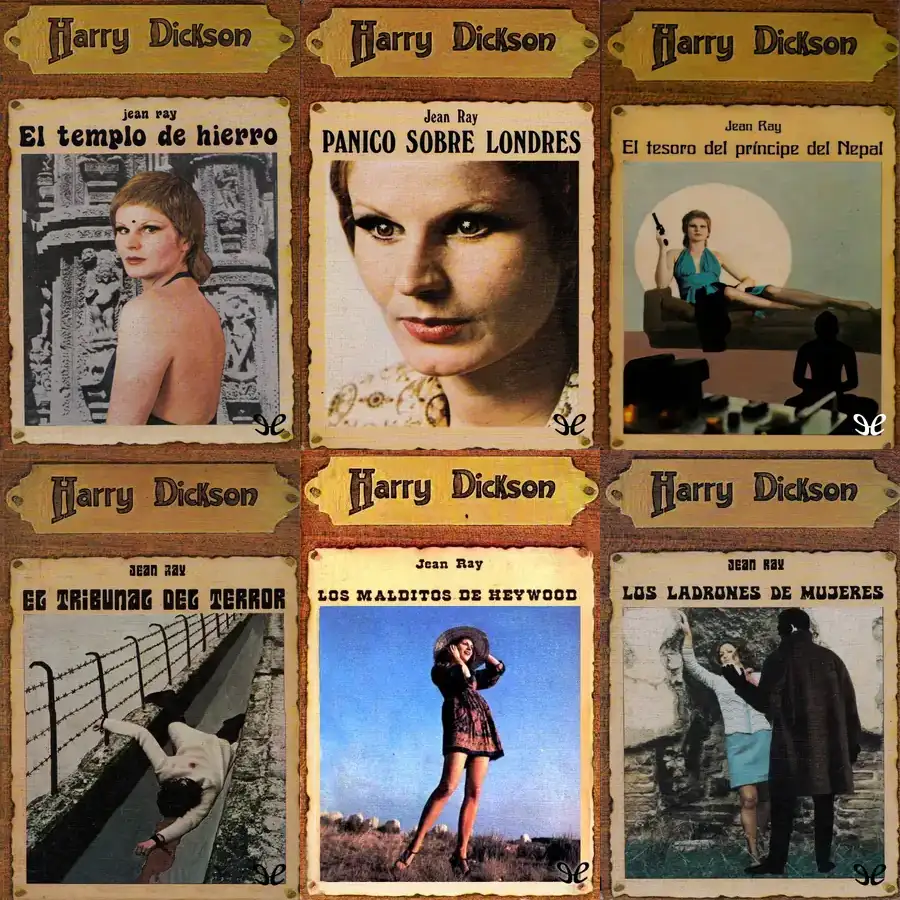 Harry Dickson
jean ray
El templo de hierro
Harry Dickson
Jean Ray
PANICO SOBRE LONDRES
Harry Dickson
Jean Ray
El tesoro del príncipe del Nepal
Harry Dickson
JEAN RAY
EL TRIBUNAL DEL TERROR
Harry Dickson
Jean Ray
LOS MALDITOS DE HEYWOOD
Harry Dickson
JEAN RAY
LOS LADRONES DE MUJERES